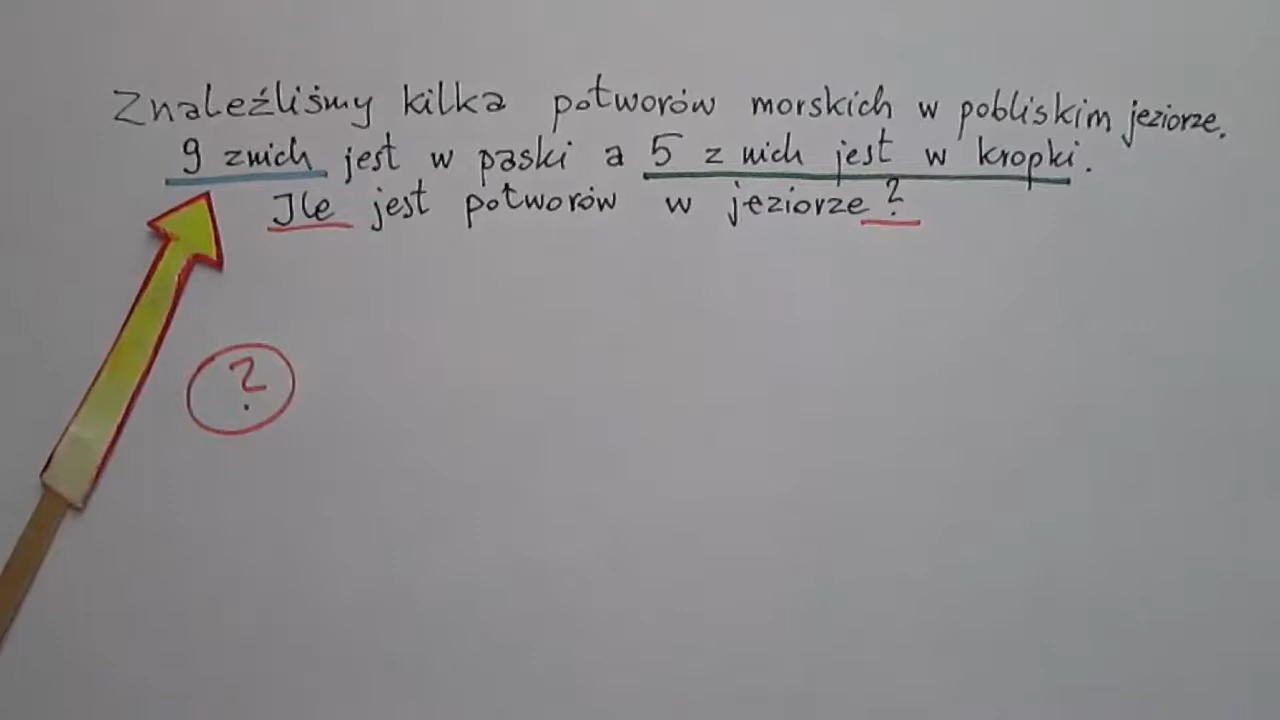 Znaleźliśmy kilka potworów morskich w pobliskim jeziorze.
9 z nich jest w paski a 5 z nich jest w kropki.
Ile jest potworów w jeziorze?
?